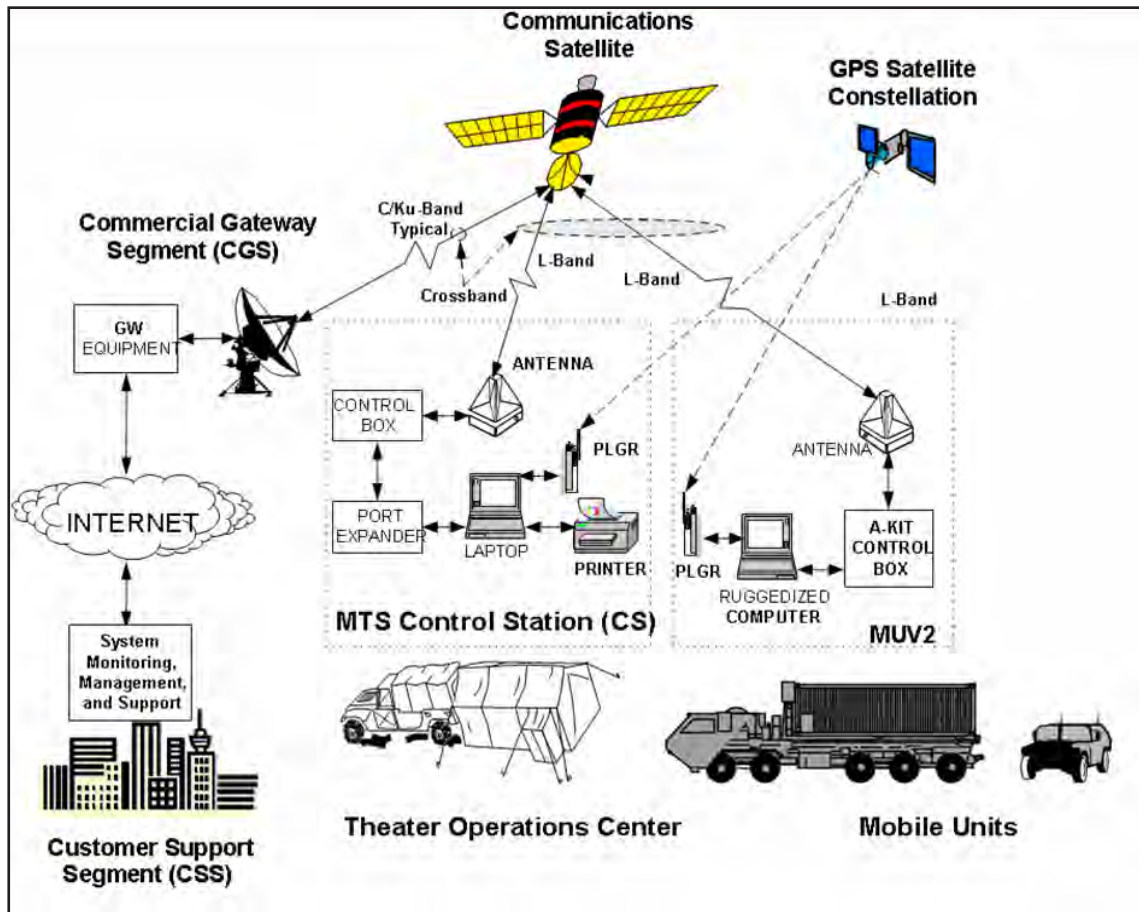 Communications
Satellite
GPS Satellite
Constellation
Commercial Gateway
Segment (CGS)
C/Ku-Band
Typical
L-Band
L-Band
L-Band
Crossband
GW
EQUIPMENT
ANTENNA
CONTROL
BOX
PLGR
ANTENNA
INTERNET
PORT
EXPANDER
LAPTOP
PRINTER
PLGR
A-KIT
CONTROL
BOX
RUGGEDIZED
COMPUTER
MTS Control Station (CS)
MUV2
System
Monitoring,
Management,
and Support
Theater Operations Center
Mobile Units
Customer Support
Segment (CSS)